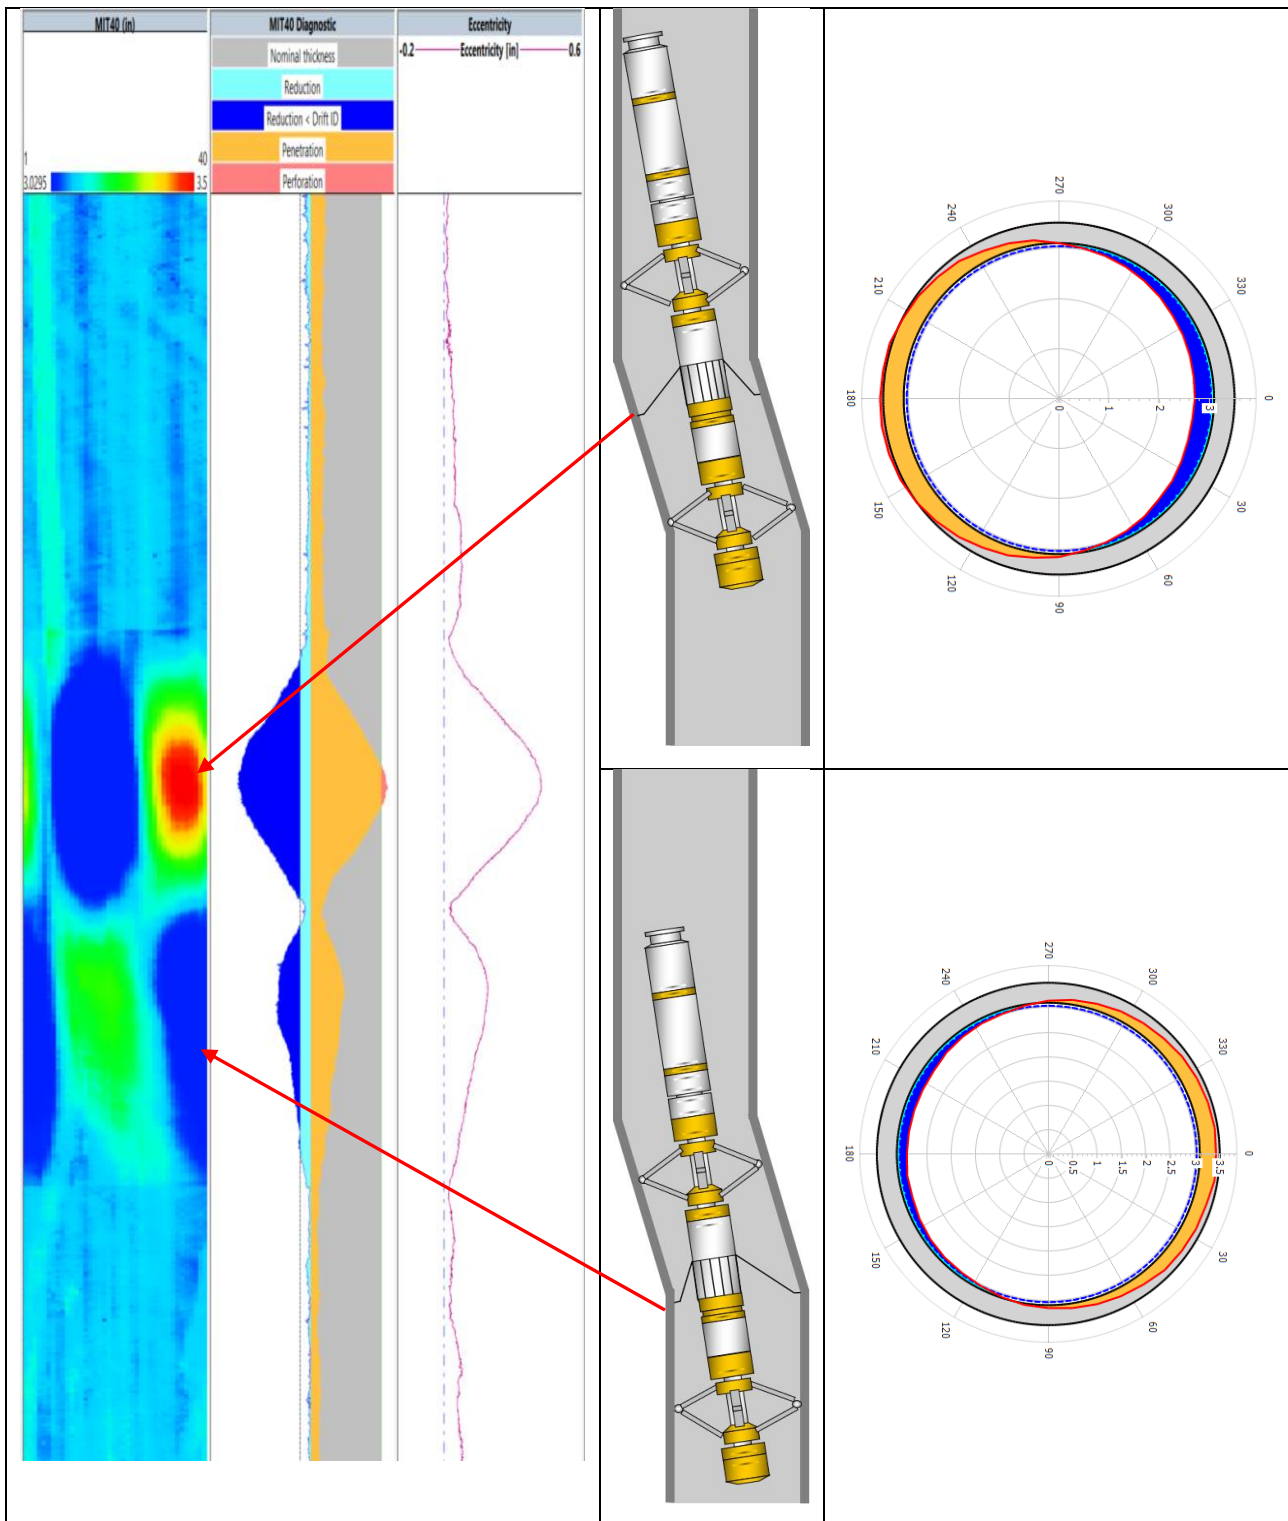 MIT40 (in)
MIT40 Diagnostic
Eccentricity
Nominal thickness
-0.2 Eccentricity [in] 0.6
Reduction
Reduction < Drift ID
Penetration
1 40
3.0295 3.5
Perforation
270
240 300
210 330
180 0 1 2 3 0
150 30
120 60
90
270
240 300
210 330
180 0 0.5 1 1.5 2 2.5 3 3.5 0
150 30
120 60
90